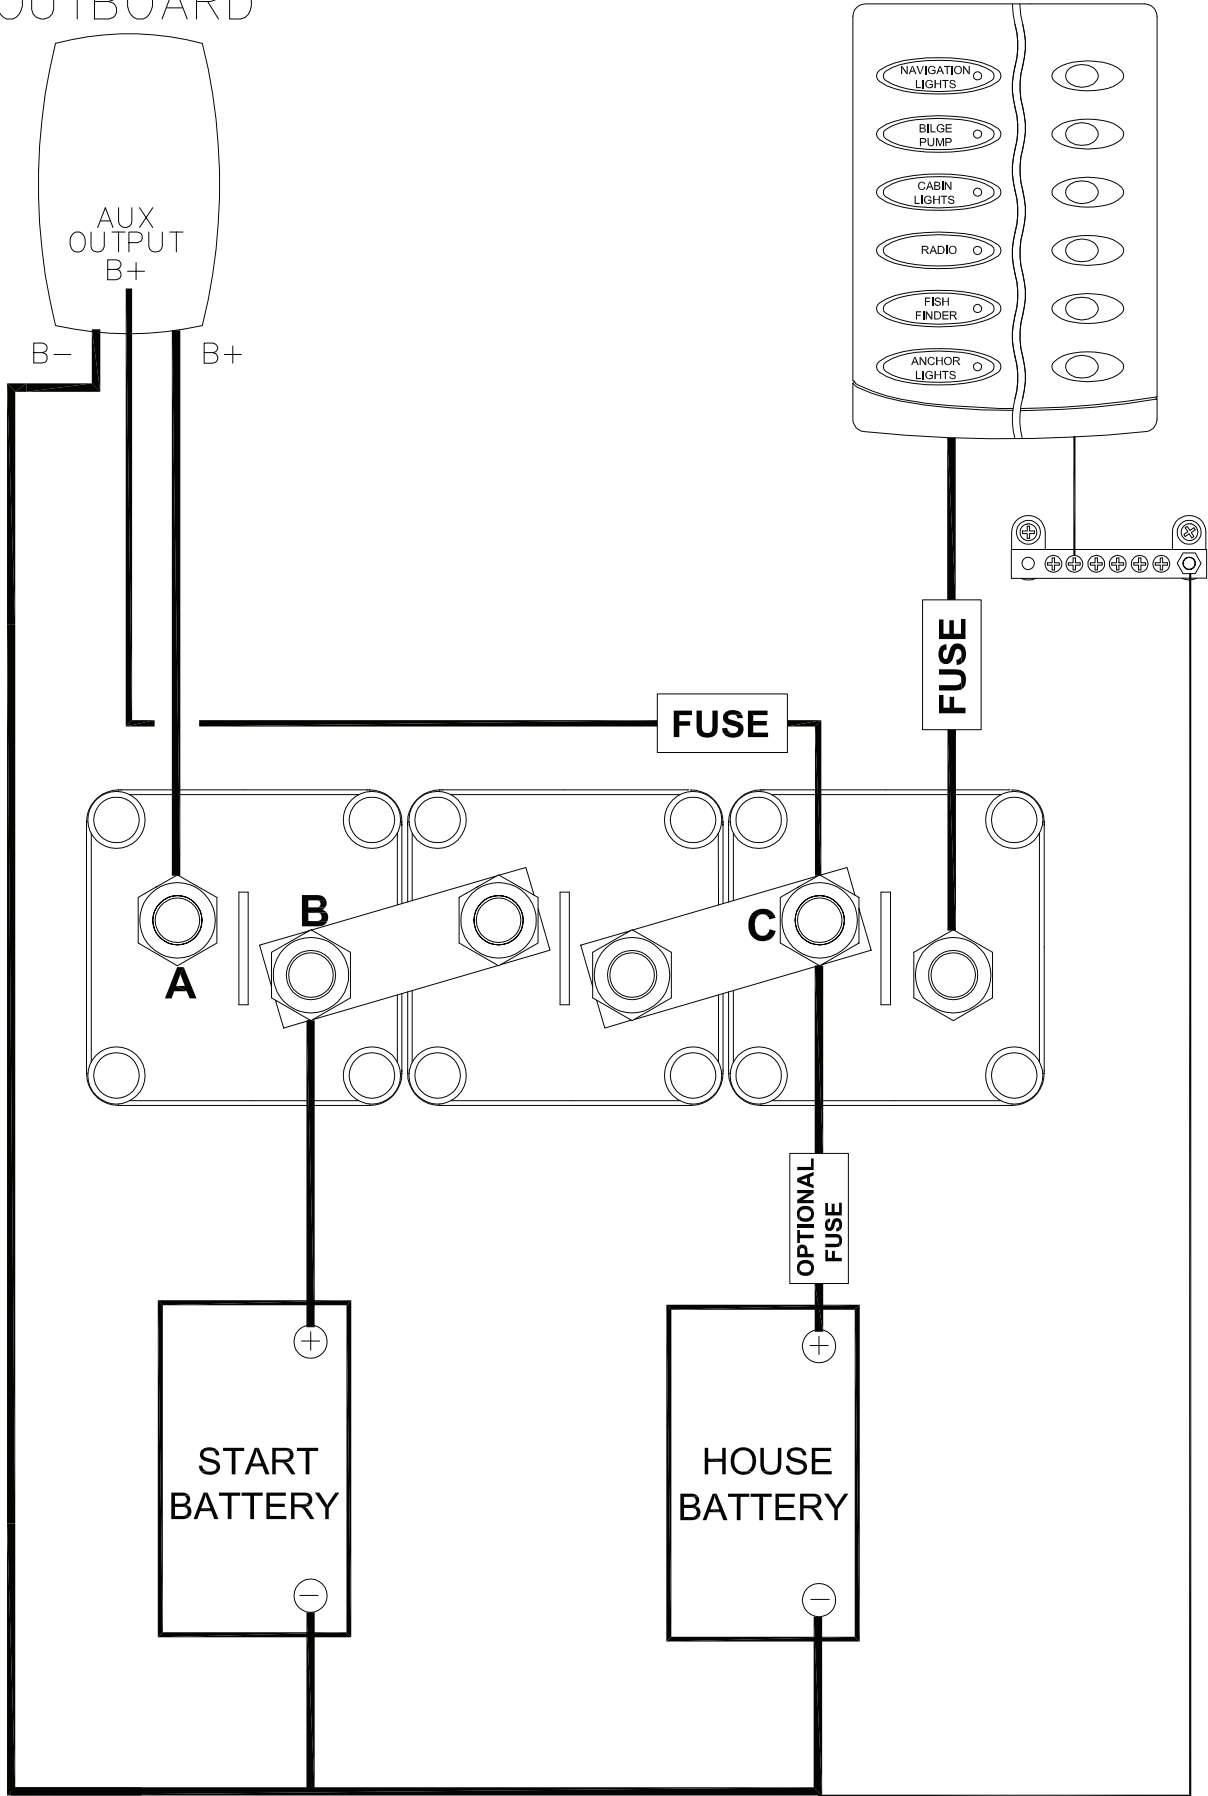 OUTBOARD
AUX
OUTPUT
B+
B-
B+
NAVIGATION
LIGHTS
BILGE
PUMP
CABIN
LIGHTS
RADIO
FISH
FINDER
ANCHOR
LIGHTS
FUSE
FUSE
A
B
C
OPTIONAL
FUSE
START
BATTERY
HOUSE
BATTERY